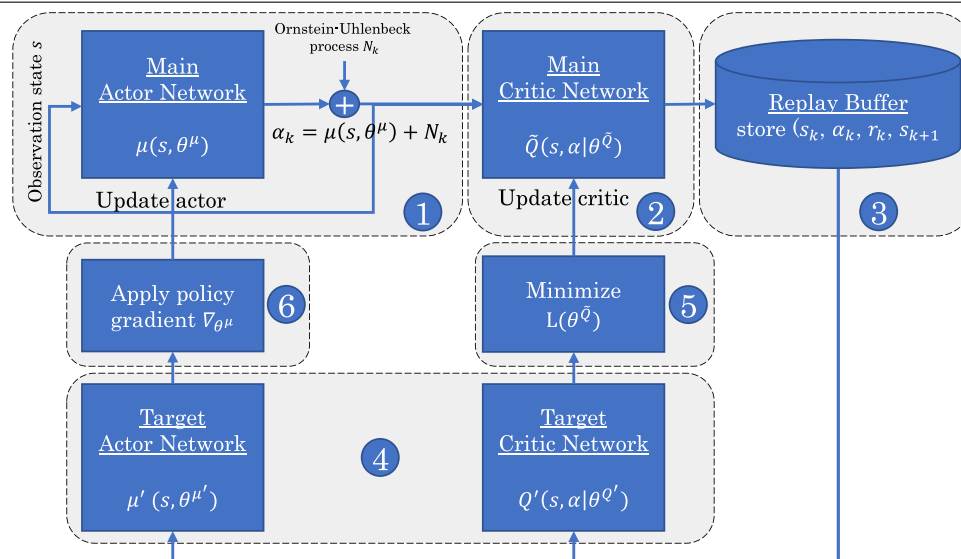 Observation state s
Main
Actor Network
μ(s, θ^μ)
Ornstein-Uhlenbeck
process N_k
+
α_k = μ(s, θ^μ) + N_k
Update actor
1
Main
Critic Network
Q̃(s, α|θ^Q̃)
Update critic
2
Replay Buffer
store (s_k, α_k, r_k, s_{k+1}
3
Apply policy
gradient ∇_{θ^μ}
6
Minimize
L(θ^Q̃)
5
Target
Actor Network
μ′ (s, θ^{μ′})
4
Target
Critic Network
Q′(s, α|θ^{Q′})